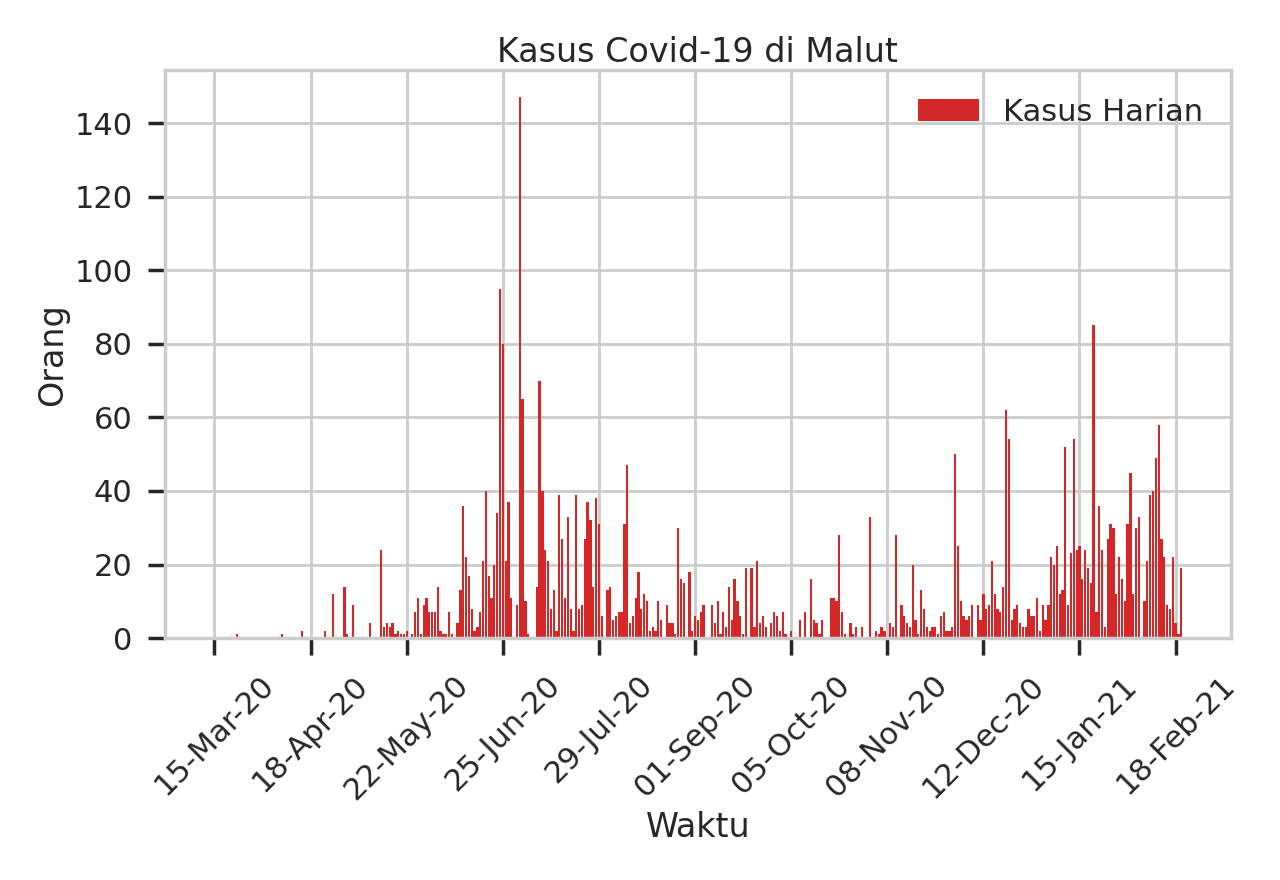 Kasus Covid-19 di Malut
Kasus Harian
Orang
140
120
100
80
60
40
20
0
15-Mar-20
18-Apr-20
22-May-20
25-Jun-20
29-Jul-20
01-Sep-20
05-Oct-20
08-Nov-20
12-Dec-20
15-Jan-21
18-Feb-21
Waktu